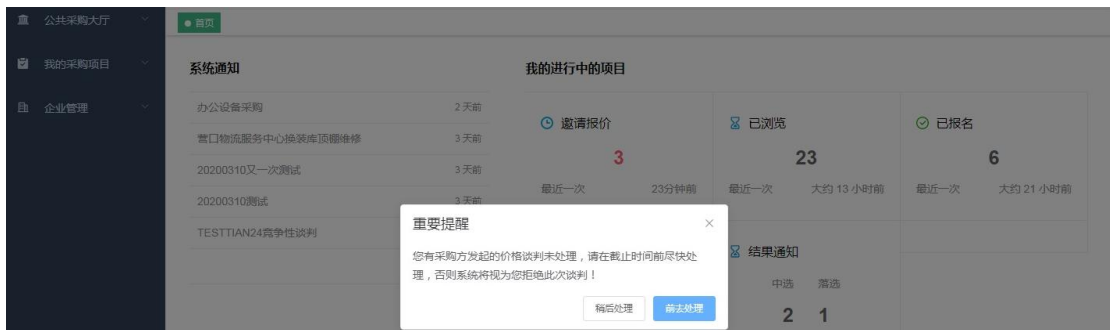 公共采购大厅
首页
我的采购项目
企业管理
系统通知
办公设备采购 2 天前
营口物流服务中心换装库顶棚维修 3 天前
20200310又一次测试 3 天前
20200310测试 3 天前
TESTTIAN24竞争性谈判
我的进行中的项目
邀请报价
3
最近一次 23分钟前
已浏览
23
最近一次 大约 13 小时前
已报名
6
最近一次 大约 21 小时前
结果通知
中选 落选
2 1
重要提醒
您有采购方发起的价格谈判未处理，请在截止时间前尽快处
理，否则系统将视为您拒绝此次谈判！
稍后处理 前去处理